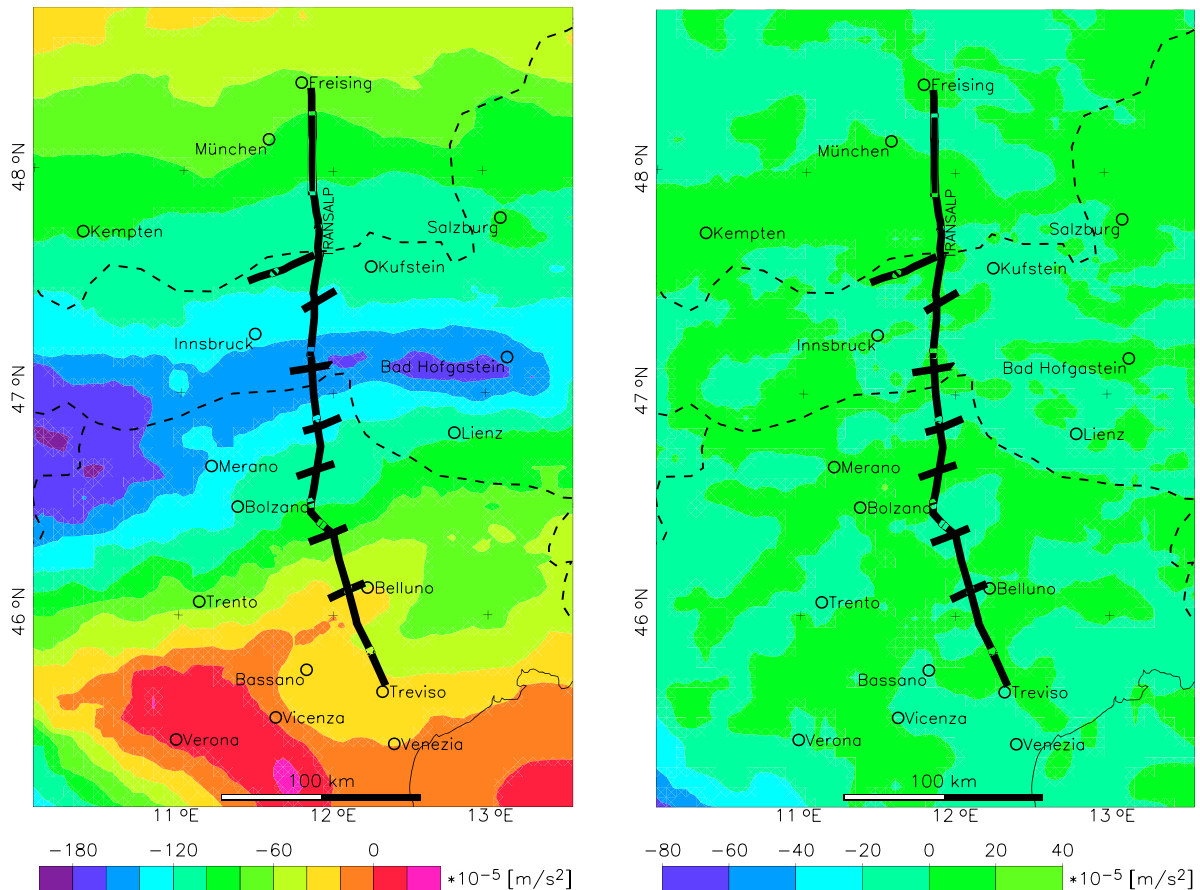 Freising
München
48 °N
TRANSALP
Salzburg
Kempten
Kufstein
Innsbruck
Bad Hofgastein
47 °N
Lienz
Merano
Bolzano
46 °N
Trento
Belluno
Bassano
Treviso
Vicenza
Verona
Venezia
100 km
11 °E 12 °E 13 °E
−180 −120 −60 0
*10⁻⁵ [m/s²]
Freising
München
48 °N
TRANSALP
Salzburg
Kempten
Kufstein
Innsbruck
Bad Hofgastein
47 °N
Lienz
Merano
Bolzano
46 °N
Trento
Belluno
Bassano
Treviso
Vicenza
Verona
Venezia
100 km
11 °E 12 °E 13 °E
−80 −60 −40 −20 0 20 40
*10⁻⁵ [m/s²]